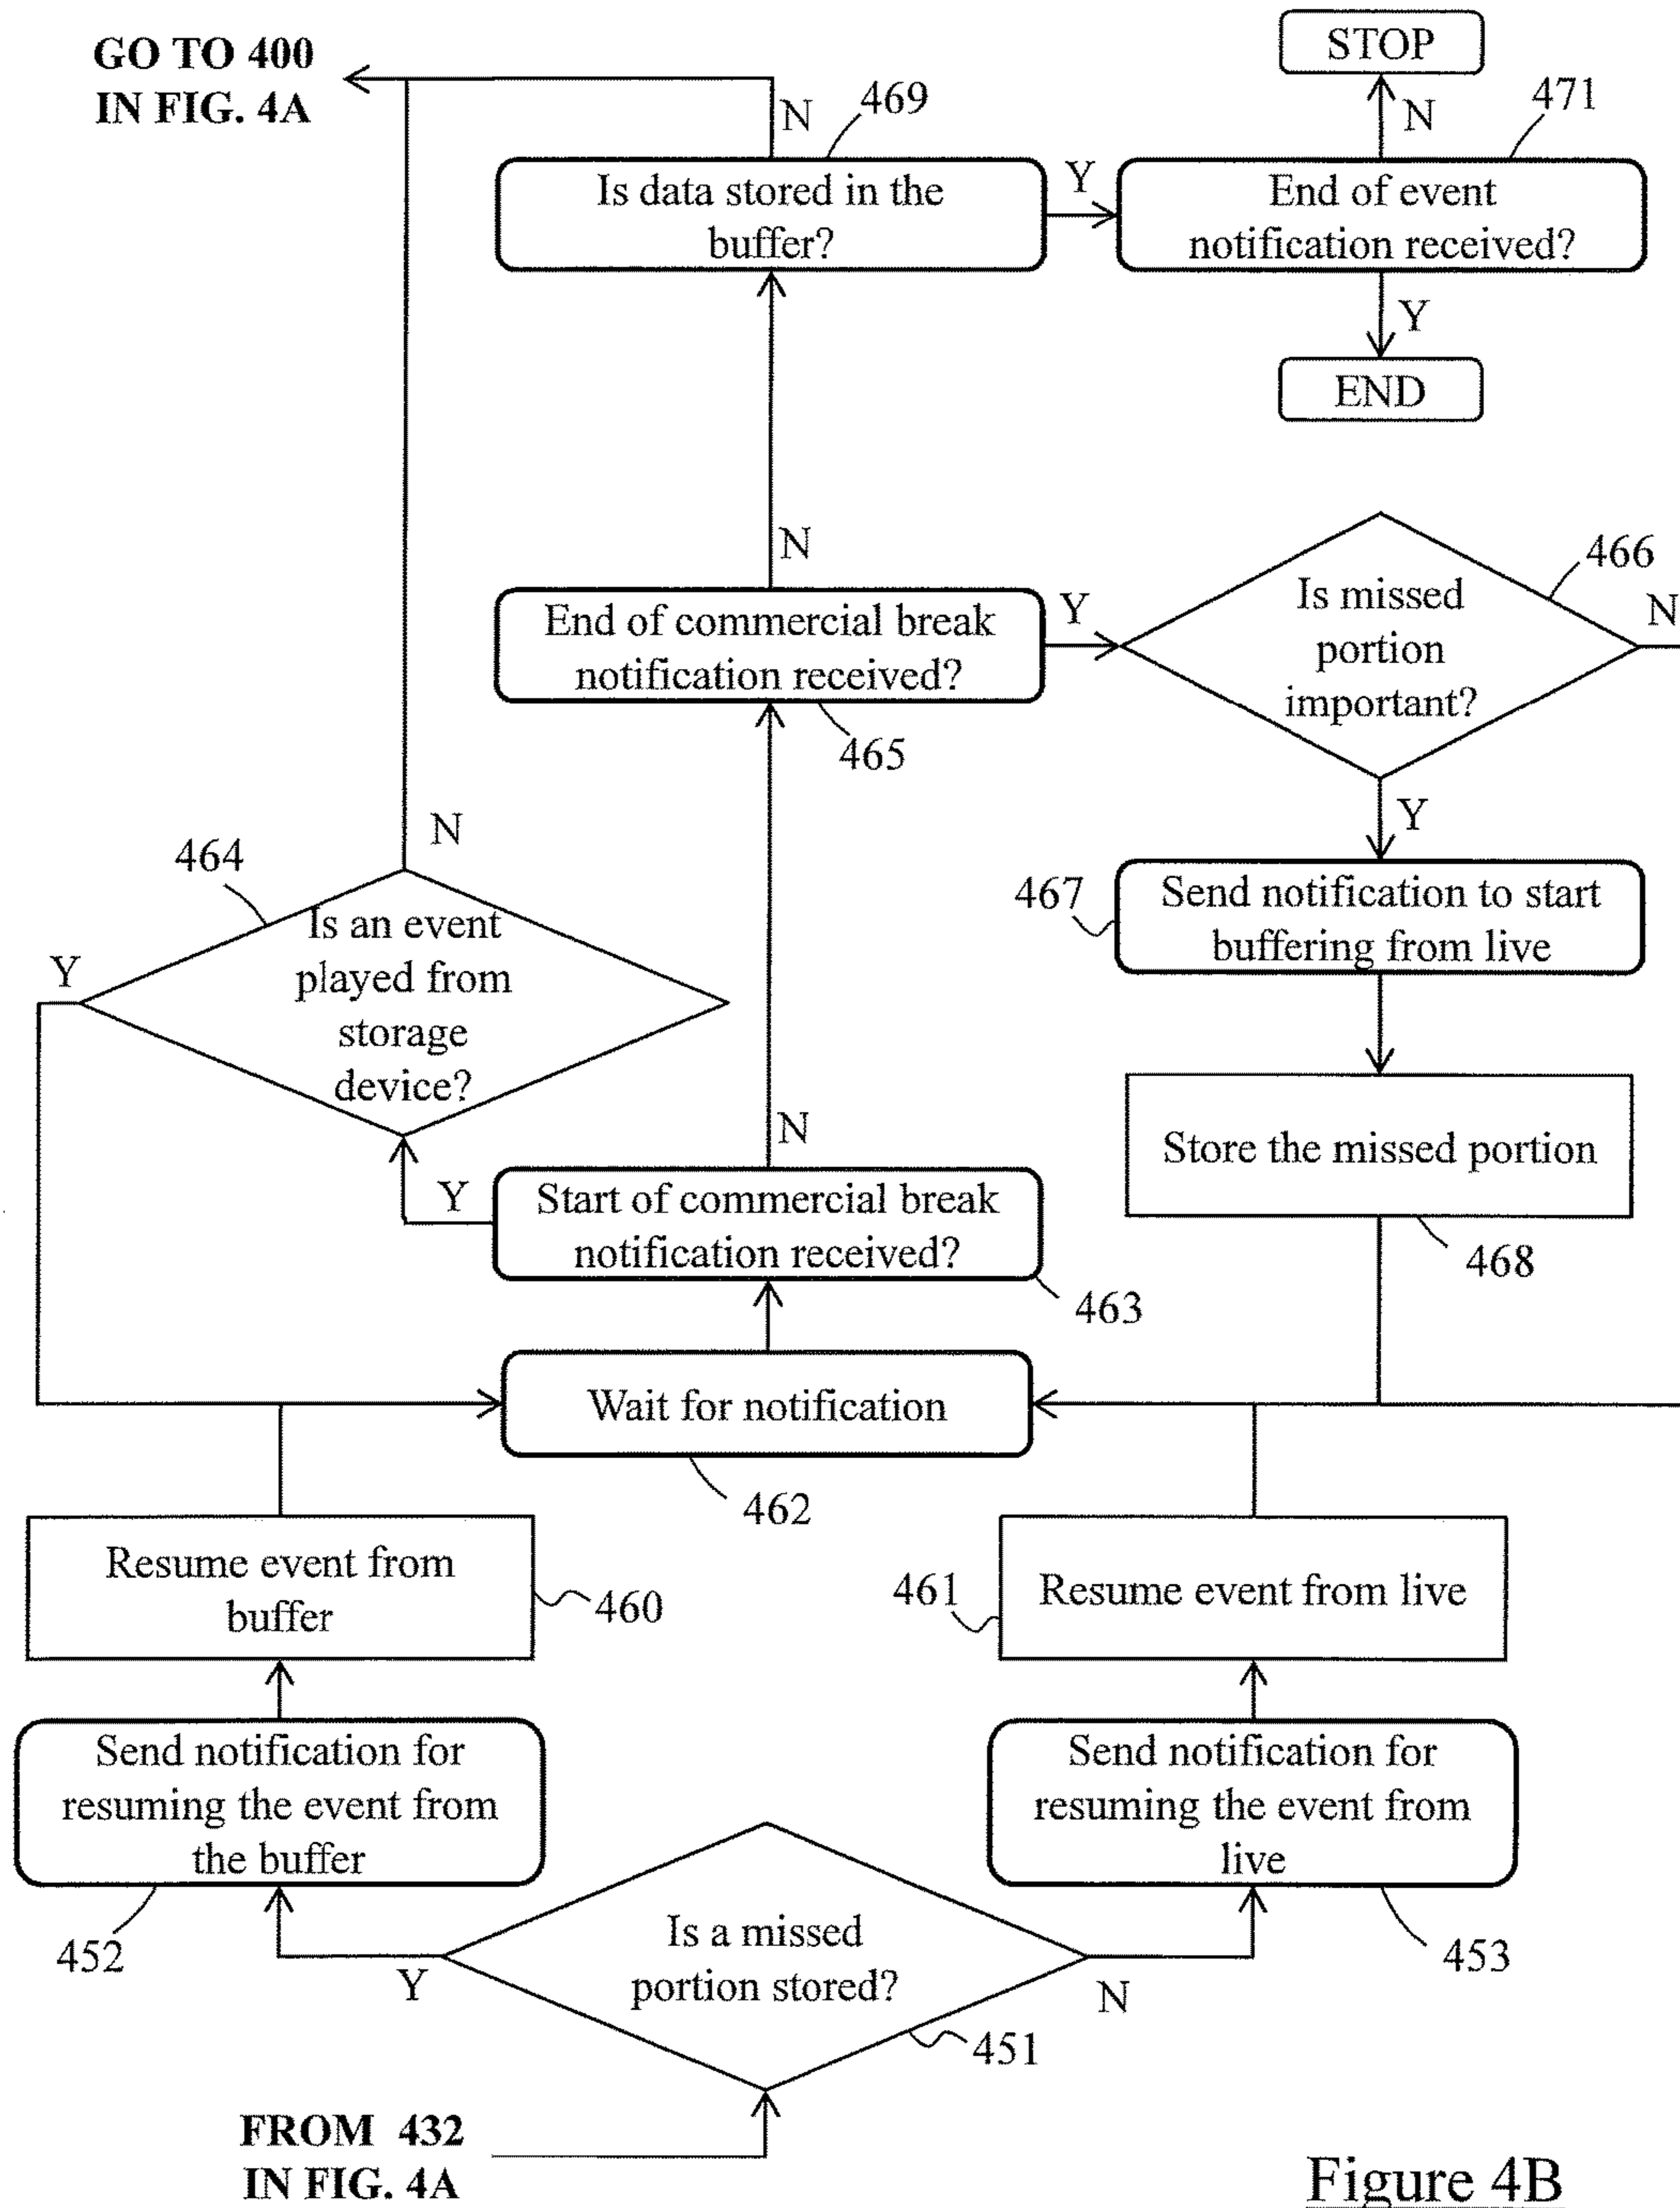 GO TO 400
IN FIG. 4A
STOP
N
471
N
469
Is data stored in the
buffer?
Y
End of event
notification received?
Y
END
N
466
Is missed
portion
important?
N
End of commercial break
notification received?
Y
465
Y
N
464
Is an event
played from
storage
device?
Y
467
Send notification to start
buffering from live
N
Store the missed portion
468
Y
Start of commercial break
notification received?
463
Wait for notification
462
Resume event from
buffer
460
461
Resume event from live
Send notification for
resuming the event from
the buffer
452
Send notification for
resuming the event from
live
453
Is a missed
portion stored?
Y
N
451
FROM 432
IN FIG. 4A
Figure 4B